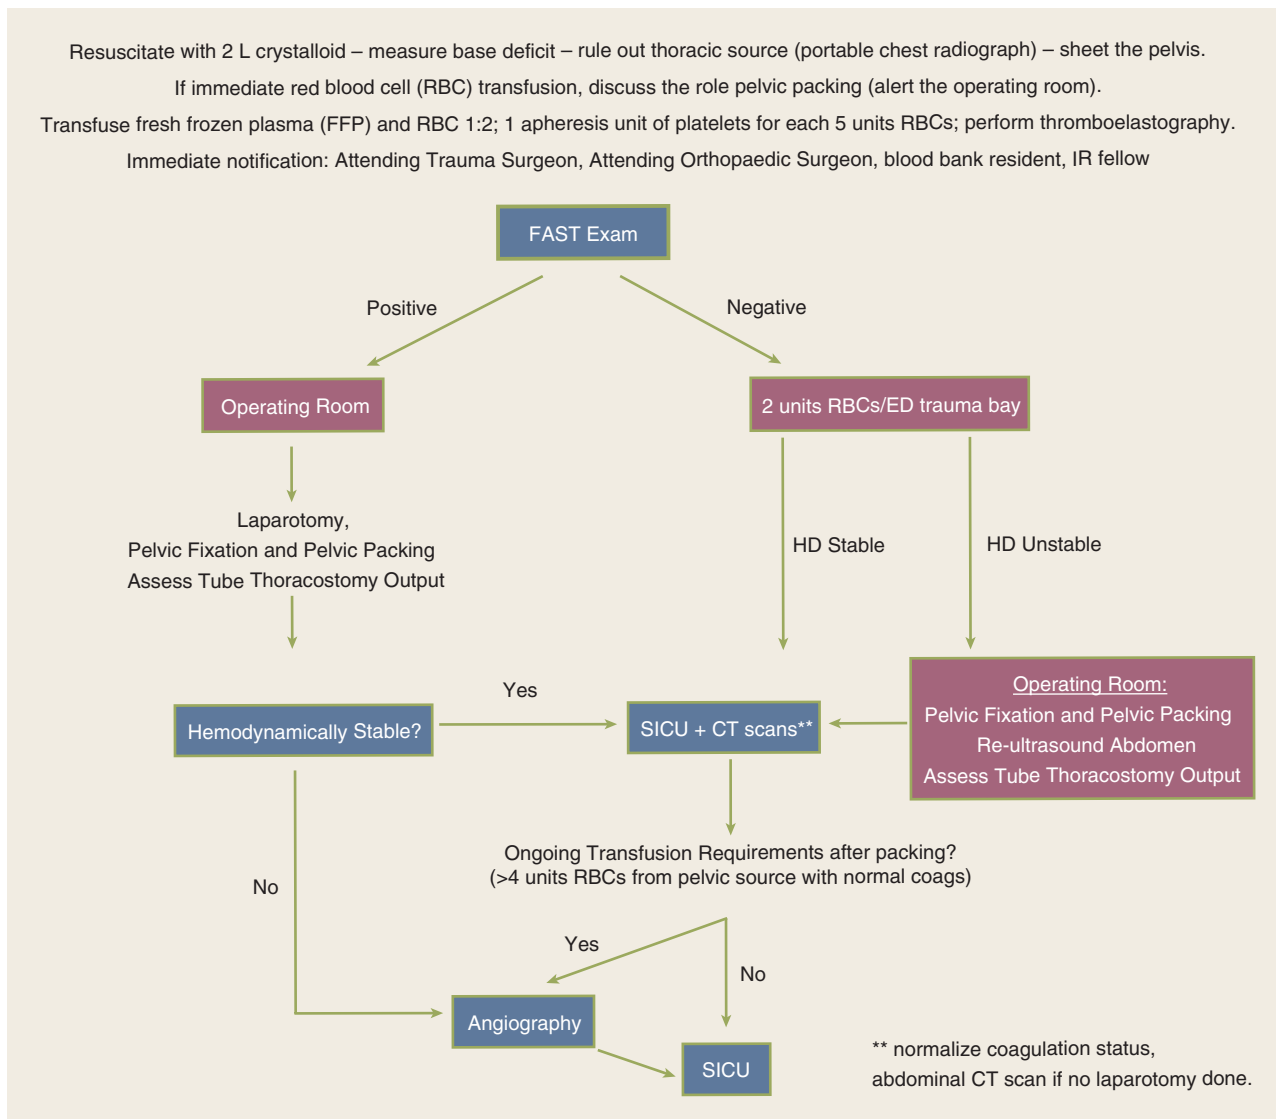 Resuscitate with 2 L crystalloid – measure base deficit – rule out thoracic source (portable chest radiograph) – sheet the pelvis.
If immediate red blood cell (RBC) transfusion, discuss the role pelvic packing (alert the operating room).
Transfuse fresh frozen plasma (FFP) and RBC 1:2; 1 apheresis unit of platelets for each 5 units RBCs; perform thromboelastography.
Immediate notification: Attending Trauma Surgeon, Attending Orthopaedic Surgeon, blood bank resident, IR fellow
FAST Exam
Positive
Negative
Operating Room
2 units RBCs/ED trauma bay
Laparotomy,
Pelvic Fixation and Pelvic Packing
Assess Tube Thoracostomy Output
HD Stable
HD Unstable
Hemodynamically Stable?
Yes
SICU + CT scans**
Operating Room:
Pelvic Fixation and Pelvic Packing
Re-ultrasound Abdomen
Assess Tube Thoracostomy Output
Ongoing Transfusion Requirements after packing?
(>4 units RBCs from pelvic source with normal coags)
No
Yes
No
Angiography
SICU
** normalize coagulation status,
abdominal CT scan if no laparotomy done.